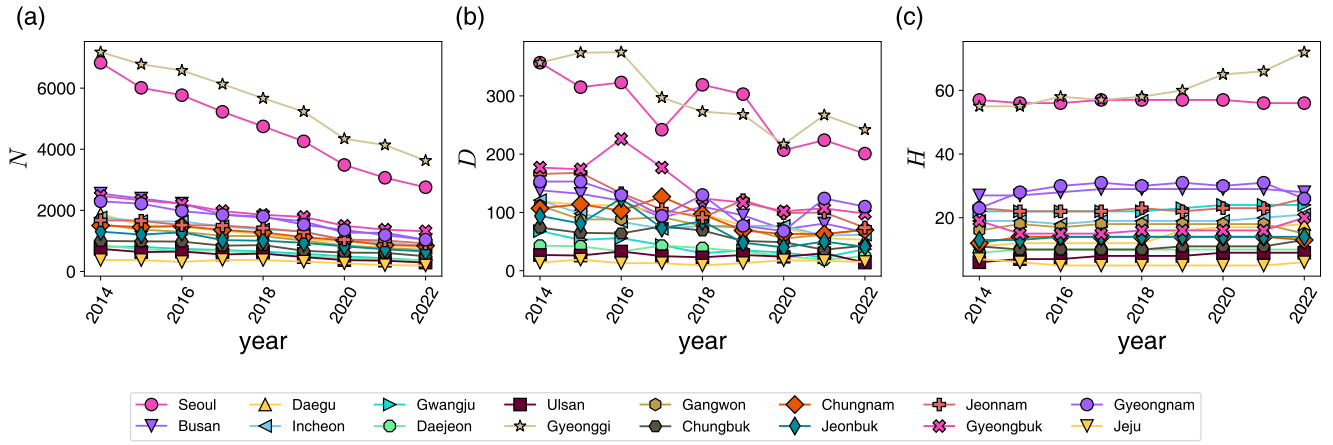 (a) (b) (c)
6000 4000 2000 0
300 200 100 0
60 40 20
N D H
2014 2016 2018 2020 2022 2014 2016 2018 2020 2022 2014 2016 2018 2020 2022
year year year
Seoul Daegu Gwangju Ulsan Gangwon Chungnam Jeonnam Gyeongnam
Busan Incheon Daejeon Gyeonggi Chungbuk Jeonbuk Gyeongbuk Jeju